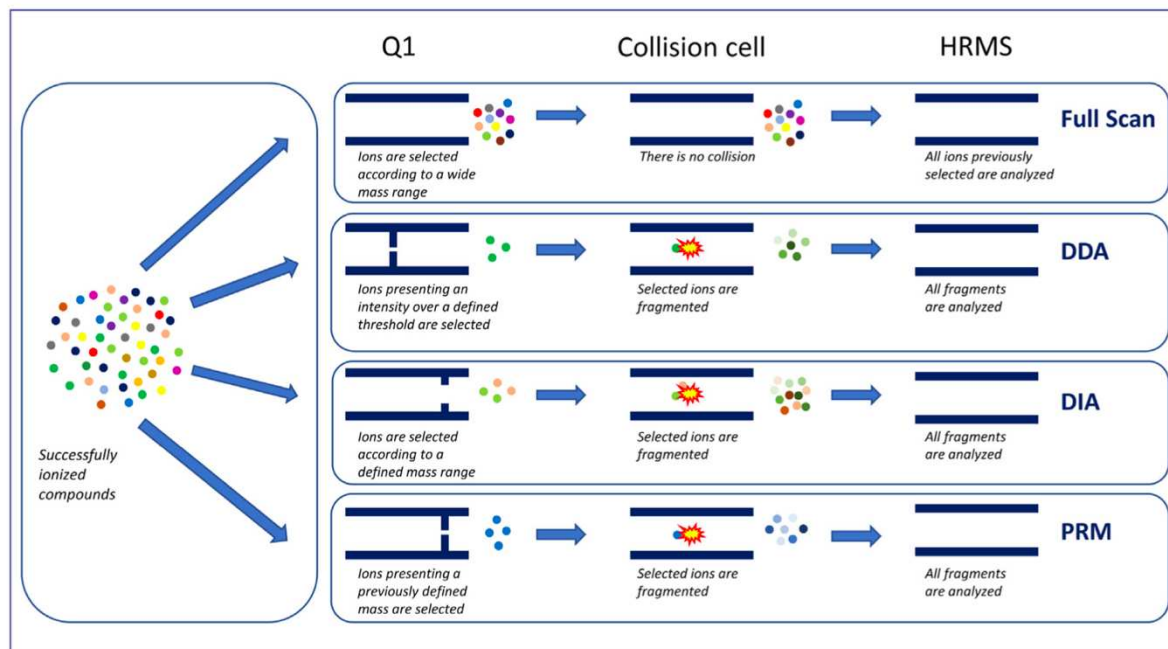 Q1
Collision cell
HRMS
Ions are selected
according to a wide
mass range
There is no collision
All ions previously
selected are analyzed
Full Scan
Ions presenting an
intensity over a defined
threshold are selected
Selected ions are
fragmented
All fragments
are analyzed
DDA
Successfully
ionized
compounds
Ions are selected
according to a
defined mass range
Selected ions are
fragmented
All fragments
are analyzed
DIA
Ions presenting a
previously defined
mass are selected
Selected ions are
fragmented
All fragments
are analyzed
PRM